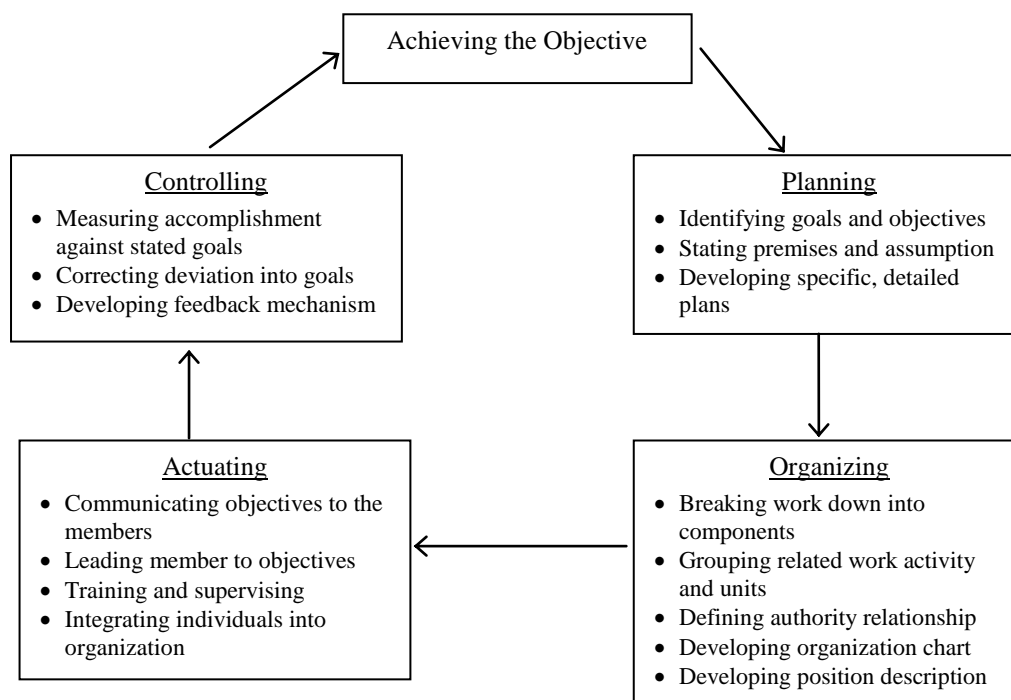 Achieving the Objective
Controlling
• Measuring accomplishment
against stated goals
• Correcting deviation into goals
• Developing feedback mechanism
Planning
• Identifying goals and objectives
• Stating premises and assumption
• Developing specific, detailed
plans
Actuating
• Communicating objectives to the
members
• Leading member to objectives
• Training and supervising
• Integrating individuals into
organization
Organizing
• Breaking work down into
components
• Grouping related work activity
and units
• Defining authority relationship
• Developing organization chart
• Developing position description